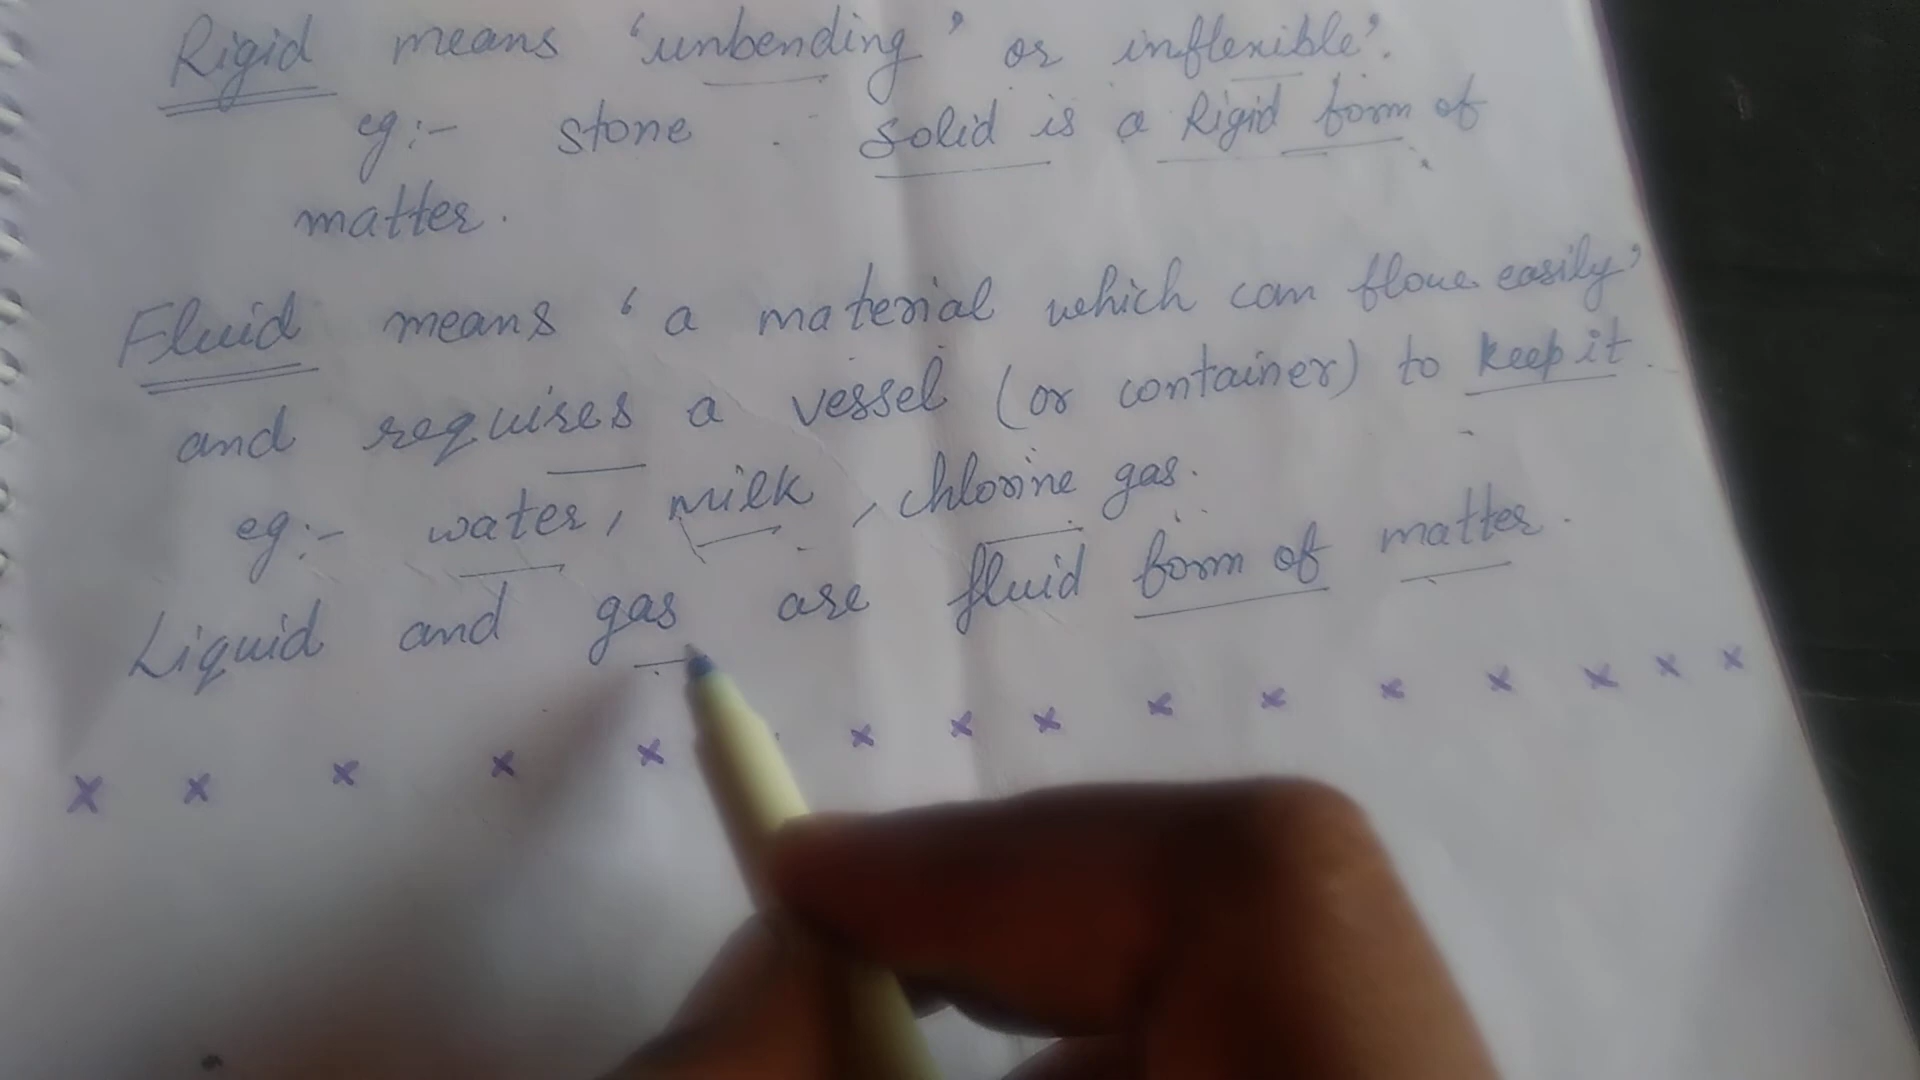 Rigid means 'unbending' or inflexible'.
eg:- stone . Solid is a Rigid form of
matter.
Fluid means 'a material which can flow easily'
and requires a vessel (or container) to keep it.
eg:- water, milk, chlorine gas.
Liquid and gas are fluid form of matter.
x x x x x x x x x x x x x x